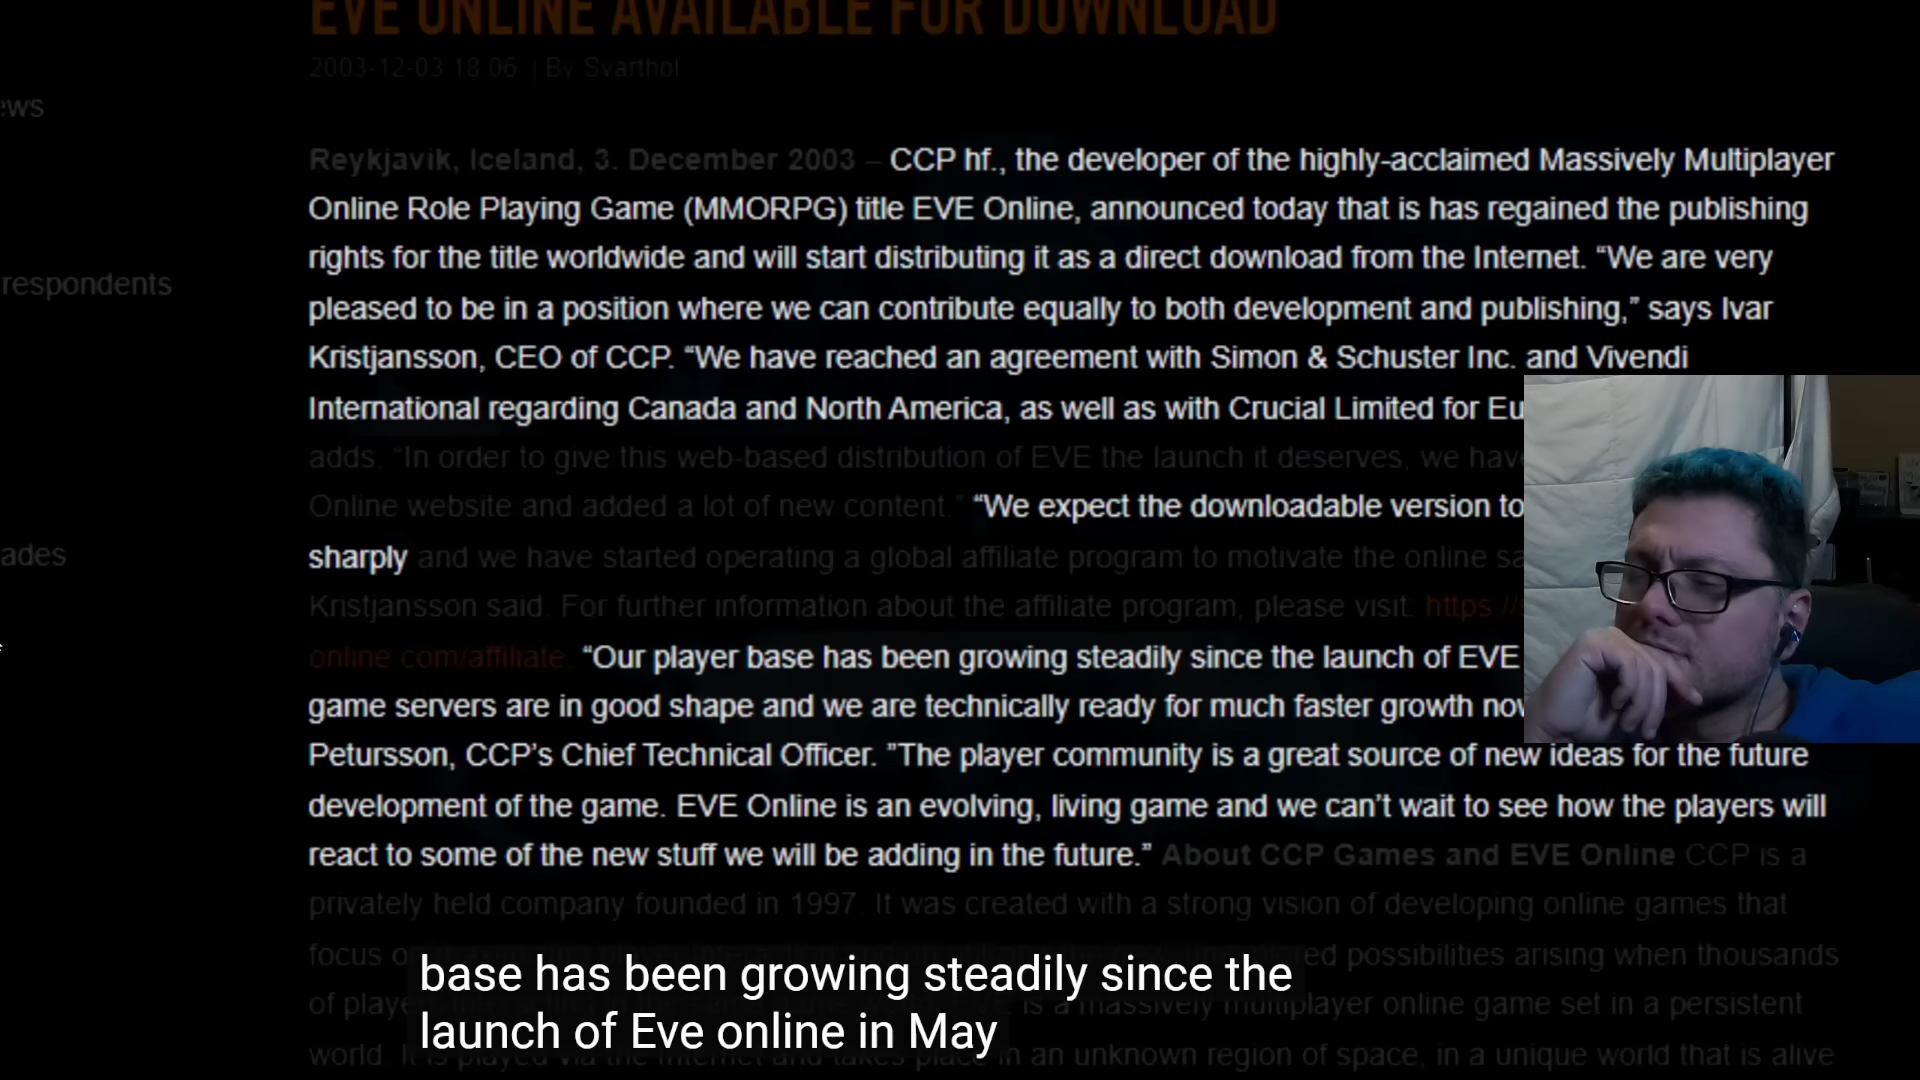 EVE ONLINE AVAILABLE FOR DOWNLOAD
2003-12-03 18:06 | By Svarthol
ews
Reykjavik, Iceland, 3. December 2003 – CCP hf., the developer of the highly-acclaimed Massively Multiplayer
Online Role Playing Game (MMORPG) title EVE Online, announced today that is has regained the publishing
rights for the title worldwide and will start distributing it as a direct download from the Internet. “We are very
respondents
pleased to be in a position where we can contribute equally to both development and publishing,” says Ivar
Kristjansson, CEO of CCP. “We have reached an agreement with Simon & Schuster Inc. and Vivendi
International regarding Canada and North America, as well as with Crucial Limited for Eu
adds, “In order to give this web-based distribution of EVE the launch it deserves, we have
Online website and added a lot of new content.” “We expect the downloadable version to
ades
sharply and we have started operating a global affiliate program to motivate the online sa
Kristjansson said. For further information about the affiliate program, please visit: https://
online.com/affiliate. “Our player base has been growing steadily since the launch of EVE
game servers are in good shape and we are technically ready for much faster growth now
Petursson, CCP’s Chief Technical Officer. ”The player community is a great source of new ideas for the future
development of the game. EVE Online is an evolving, living game and we can’t wait to see how the players will
react to some of the new stuff we will be adding in the future.” About CCP Games and EVE Online CCP is a
privately held company founded in 1997. It was created with a strong vision of developing online games that
focus o ed possibilities arising when thousands
of playe is a massively multiplayer online game set in a persistent
world. It is played via the Internet and takes place in an unknown region of space, in a unique world that is alive
base has been growing steadily since the
launch of Eve online in May